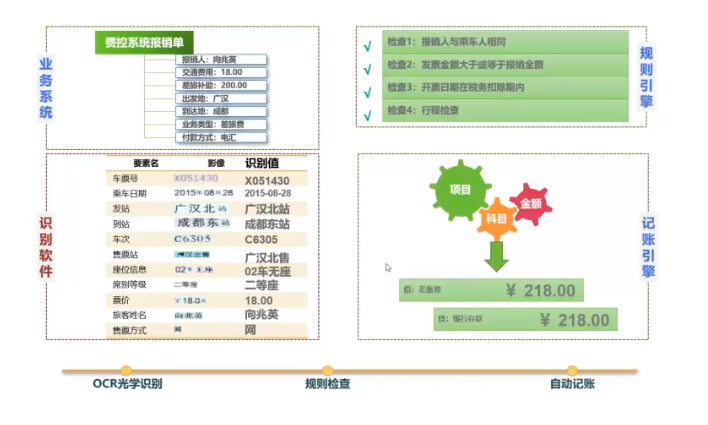 业务系统
费控系统报销单
报销人：向兆英
交通费用：18.00
差旅补助：200.00
出发地：广汉
到达地：成都
业务类型：差旅费
付款方式：电汇
规则引擎
检查1：报销人与乘车人相同
检查2：发票金额大于或等于报销金额
检查3：开票日期在税务扣除期内
检查4：行程检查
识别软件
要素名 影像 识别值
车票号 X051430 X051430
乘车日期 2015年08月28 2015-08-28
发站 广汉北站 广汉北站
到站 成都东站 成都东站
车次 C6305 C6305
售票站 广汉北售 广汉北售
座位信息 02车无座 02车无座
席别等级 二等座 二等座
票价 ￥18.0元 18.00
旅客姓名 向兆英 向兆英
售票方式 网 网
记账引擎
项目
科目
金额
借：差旅费 ￥ 218.00
贷：银行存款 ￥ 218.00
OCR光学识别
规则检查
自动记账